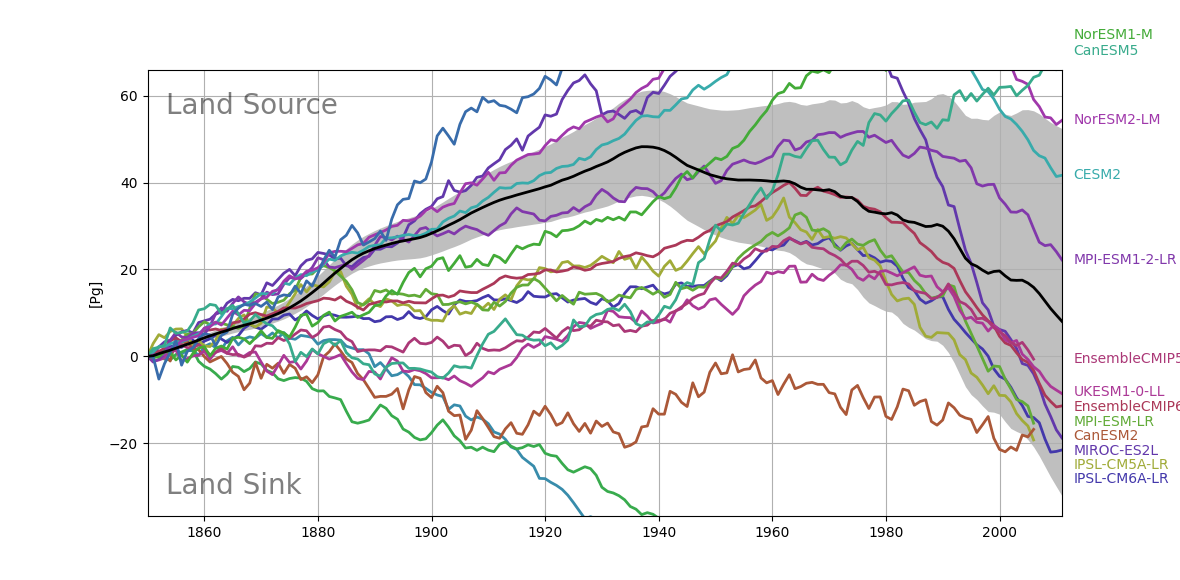 NorESM1-M
CanESM5
60
Land Source
NorESM2-LM
40
CESM2
20
MPI-ESM1-2-LR
[Pg]
0
EnsembleCMIP5
UKESM1-0-LL
EnsembleCMIP6
MPI-ESM-LR
CanESM2
−20
MIROC-ES2L
IPSL-CM5A-LR
IPSL-CM6A-LR
Land Sink
1860 1880 1900 1920 1940 1960 1980 2000